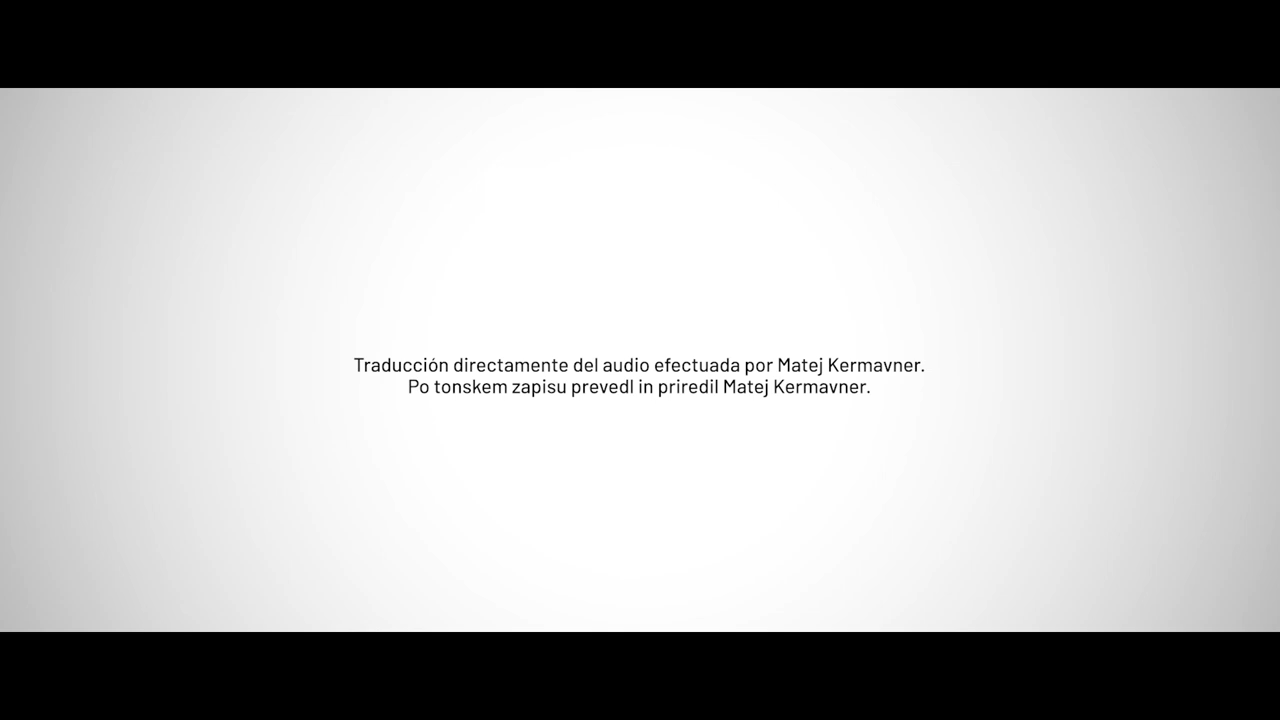 Traducción directamente del audio efectuada por Matej Kermavner.
Po tonskem zapisu prevedl in priredil Matej Kermavner.